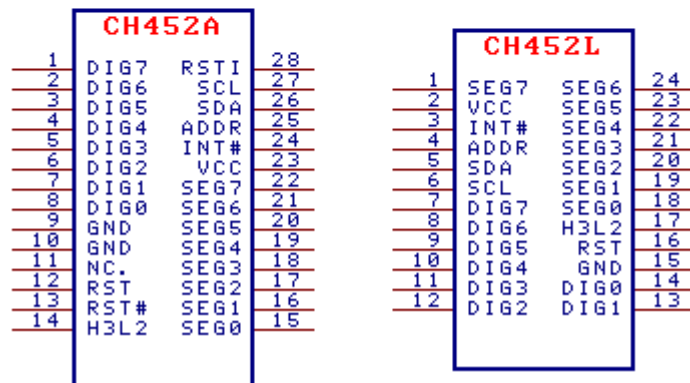 CH452A
1 DIG7 RSTI 28
2 DIG6 SCL 27
3 DIG5 SDA 26
4 DIG4 ADDR 25
5 DIG3 INT# 24
6 DIG2 VCC 23
7 DIG1 SEG7 22
8 DIG0 SEG6 21
9 GND SEG5 20
10 GND SEG4 19
11 NC. SEG3 18
12 RST SEG2 17
13 RST# SEG1 16
14 H3L2 SEG0 15
CH452L
1 SEG7 SEG6 24
2 VCC SEG5 23
3 INT# SEG4 22
4 ADDR SEG3 21
5 SDA SEG2 20
6 SCL SEG1 19
7 DIG7 SEG0 18
8 DIG6 H3L2 17
9 DIG5 RST 16
10 DIG4 GND 15
11 DIG3 DIG0 14
12 DIG2 DIG1 13